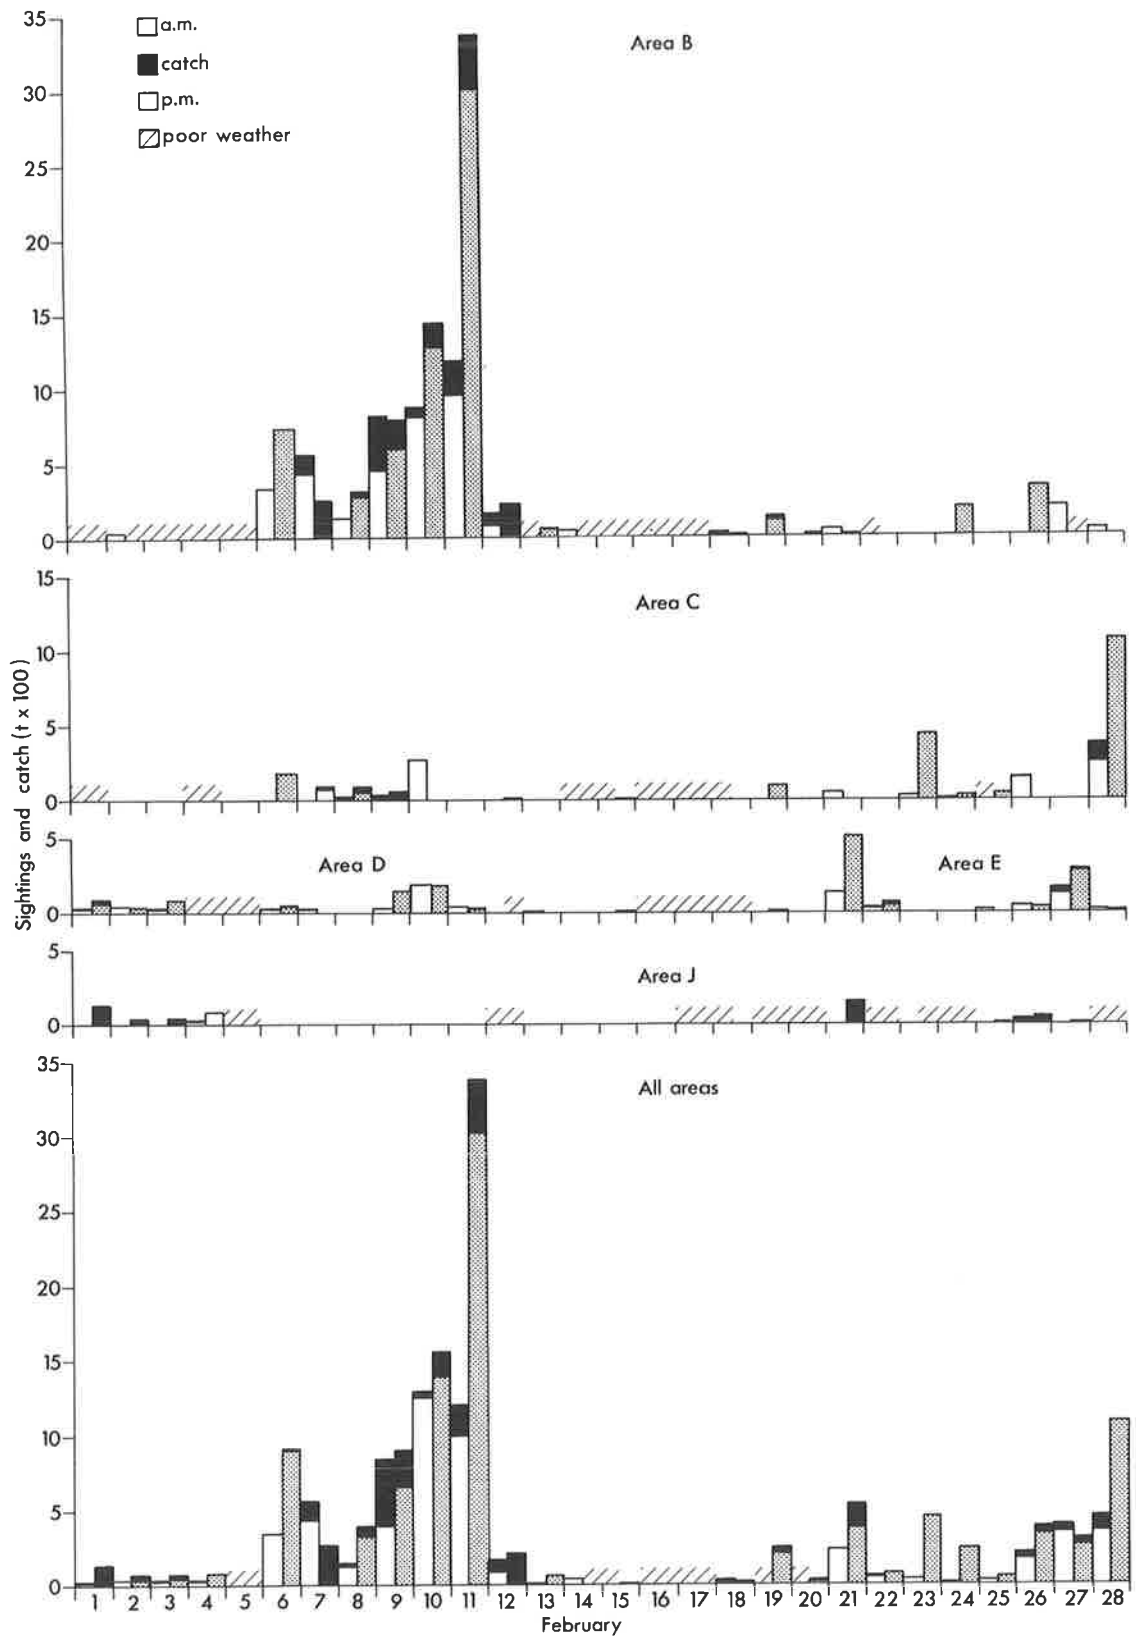 a.m.
catch
p.m.
poor weather
Area B
35
30
25
20
15
10
5
0
Area C
15
10
5
0
Sightings and catch (t x 100)
Area D
Area E
5
0
Area J
5
0
All areas
35
30
25
20
15
10
5
0
1 2 3 4 5 6 7 8 9 10 11 12 13 14 15 16 17 18 19 20 21 22 23 24 25 26 27 28
February